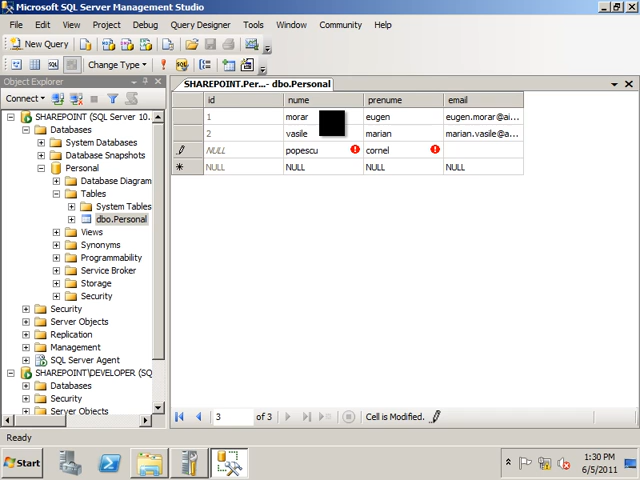 Microsoft SQL Server Management Studio
File Edit View Project Debug Query Designer Tools Window Community Help
New Query
Change Type
Object Explorer
Connect
SHAREPOINT (SQL Server 10.
Databases
System Databases
Database Snapshots
Personal
Database Diagram
Tables
System Tables
dbo.Personal
Views
Synonyms
Programmability
Service Broker
Storage
Security
Security
Server Objects
Replication
Management
SQL Server Agent
SHAREPOINT\DEVELOPER (SQ
Databases
Security
Server Objects
SHAREPOINT.Per...- dbo.Personal
id nume prenume email
1 morar eugen eugen.morar@ai...
2 vasile marian marian.vasile@a...
NULL popescu cornel
NULL NULL NULL NULL
3 of 3 Cell is Modified.
Ready
Start
1:30 PM
6/5/2011